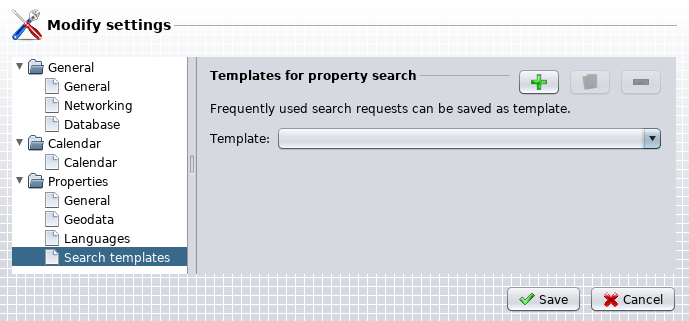 Modify settings
General
General
Networking
Database
Calendar
Calendar
Properties
General
Geodata
Languages
Search templates
Templates for property search
Frequently used search requests can be saved as template.
Template:
Save
Cancel